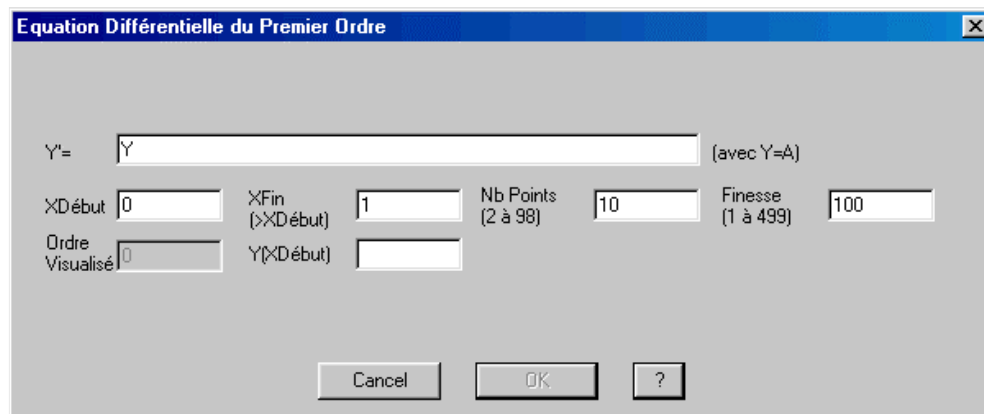 Equation Différentielle du Premier Ordre
Y'= Y (avec Y=A)
XDébut 0 XFin (>XDébut) 1 Nb Points (2 à 98) 10 Finesse (1 à 499) 100
Ordre Visualisé 0 Y(XDébut)
Cancel OK ?